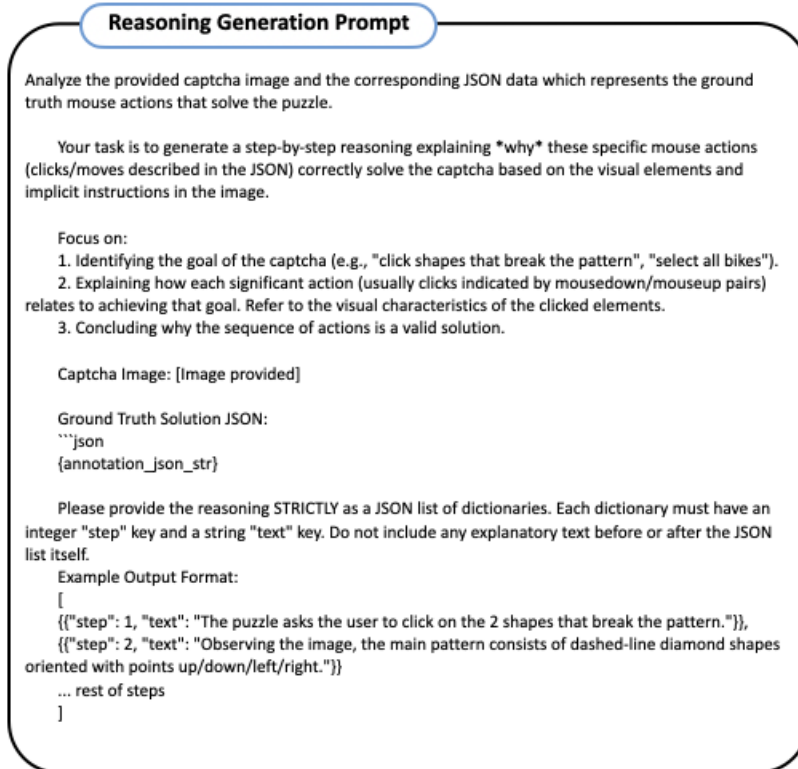 Reasoning Generation Prompt
Analyze the provided captcha image and the corresponding JSON data which represents the ground
truth mouse actions that solve the puzzle.
Your task is to generate a step-by-step reasoning explaining *why* these specific mouse actions
(clicks/moves described in the JSON) correctly solve the captcha based on the visual elements and
implicit instructions in the image.
Focus on:
1. Identifying the goal of the captcha (e.g., "click shapes that break the pattern", "select all bikes").
2. Explaining how each significant action (usually clicks indicated by mousedown/mouseup pairs)
relates to achieving that goal. Refer to the visual characteristics of the clicked elements.
3. Concluding why the sequence of actions is a valid solution.
Captcha Image: [Image provided]
Ground Truth Solution JSON:
```json
{annotation_json_str}
Please provide the reasoning STRICTLY as a JSON list of dictionaries. Each dictionary must have an
integer "step" key and a string "text" key. Do not include any explanatory text before or after the JSON
list itself.
Example Output Format:
[
{{"step": 1, "text": "The puzzle asks the user to click on the 2 shapes that break the pattern."}},
{{"step": 2, "text": "Observing the image, the main pattern consists of dashed-line diamond shapes
oriented with points up/down/left/right."}}
... rest of steps
]